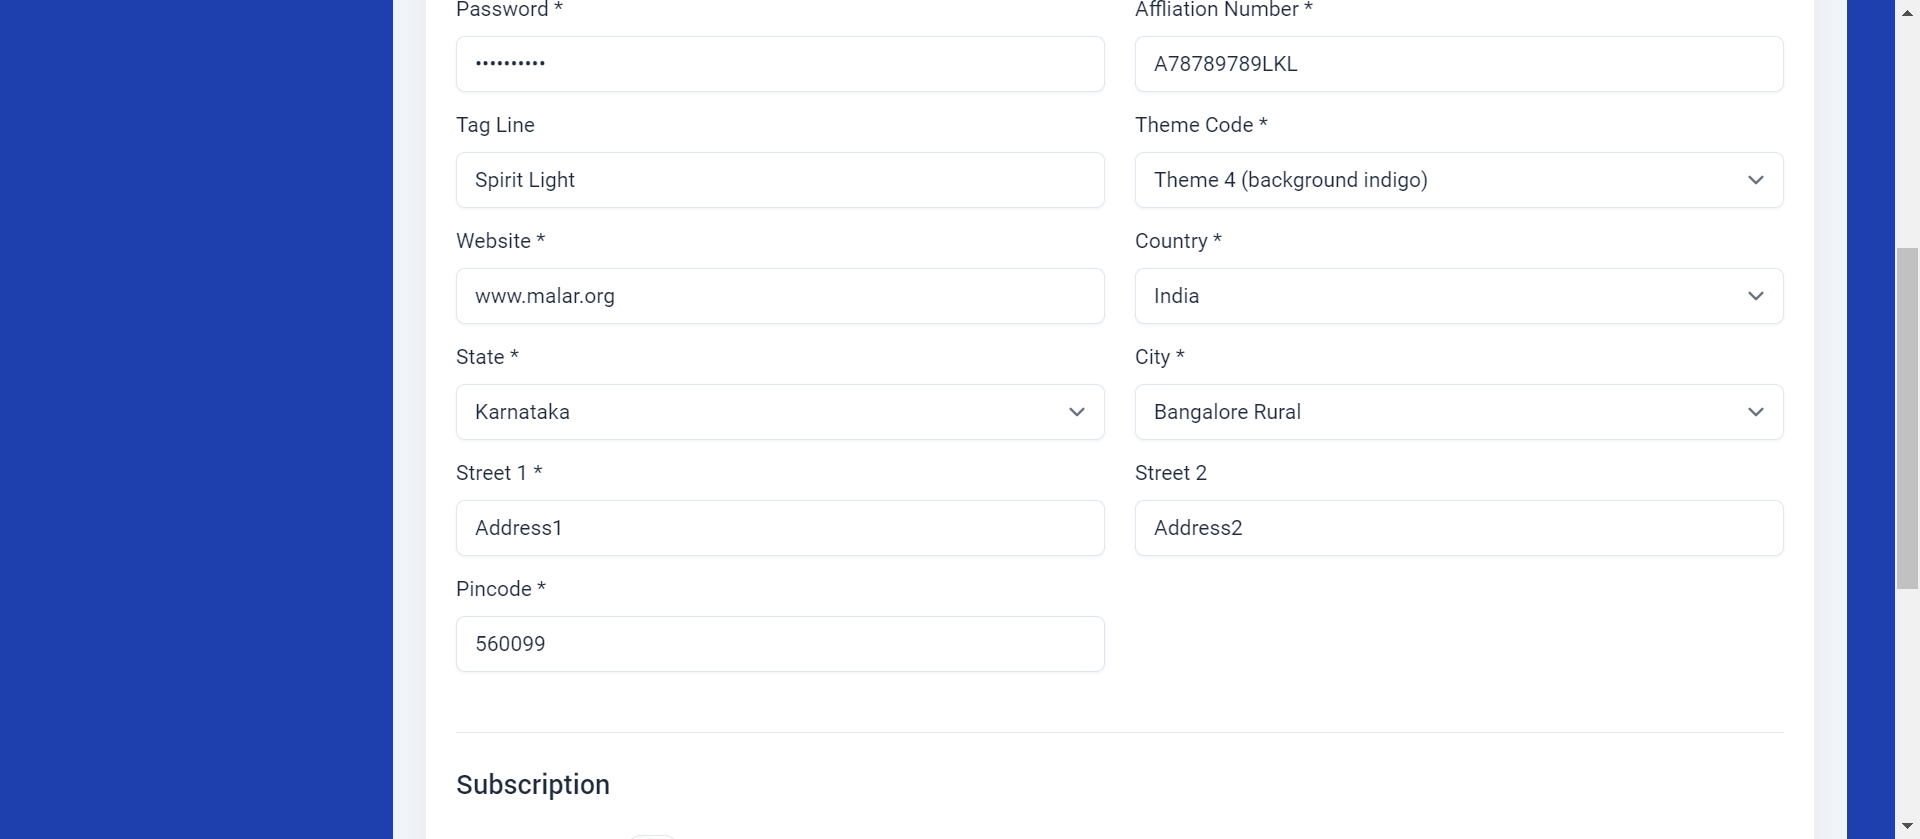 Password *
Affliation Number *
••••••••••
A78789789LKL
Tag Line
Theme Code *
Spirit Light
Theme 4 (background indigo)
Website *
Country *
www.malar.org
India
State *
City *
Karnataka
Bangalore Rural
Street 1 *
Street 2
Address1
Address2
Pincode *
560099
Subscription